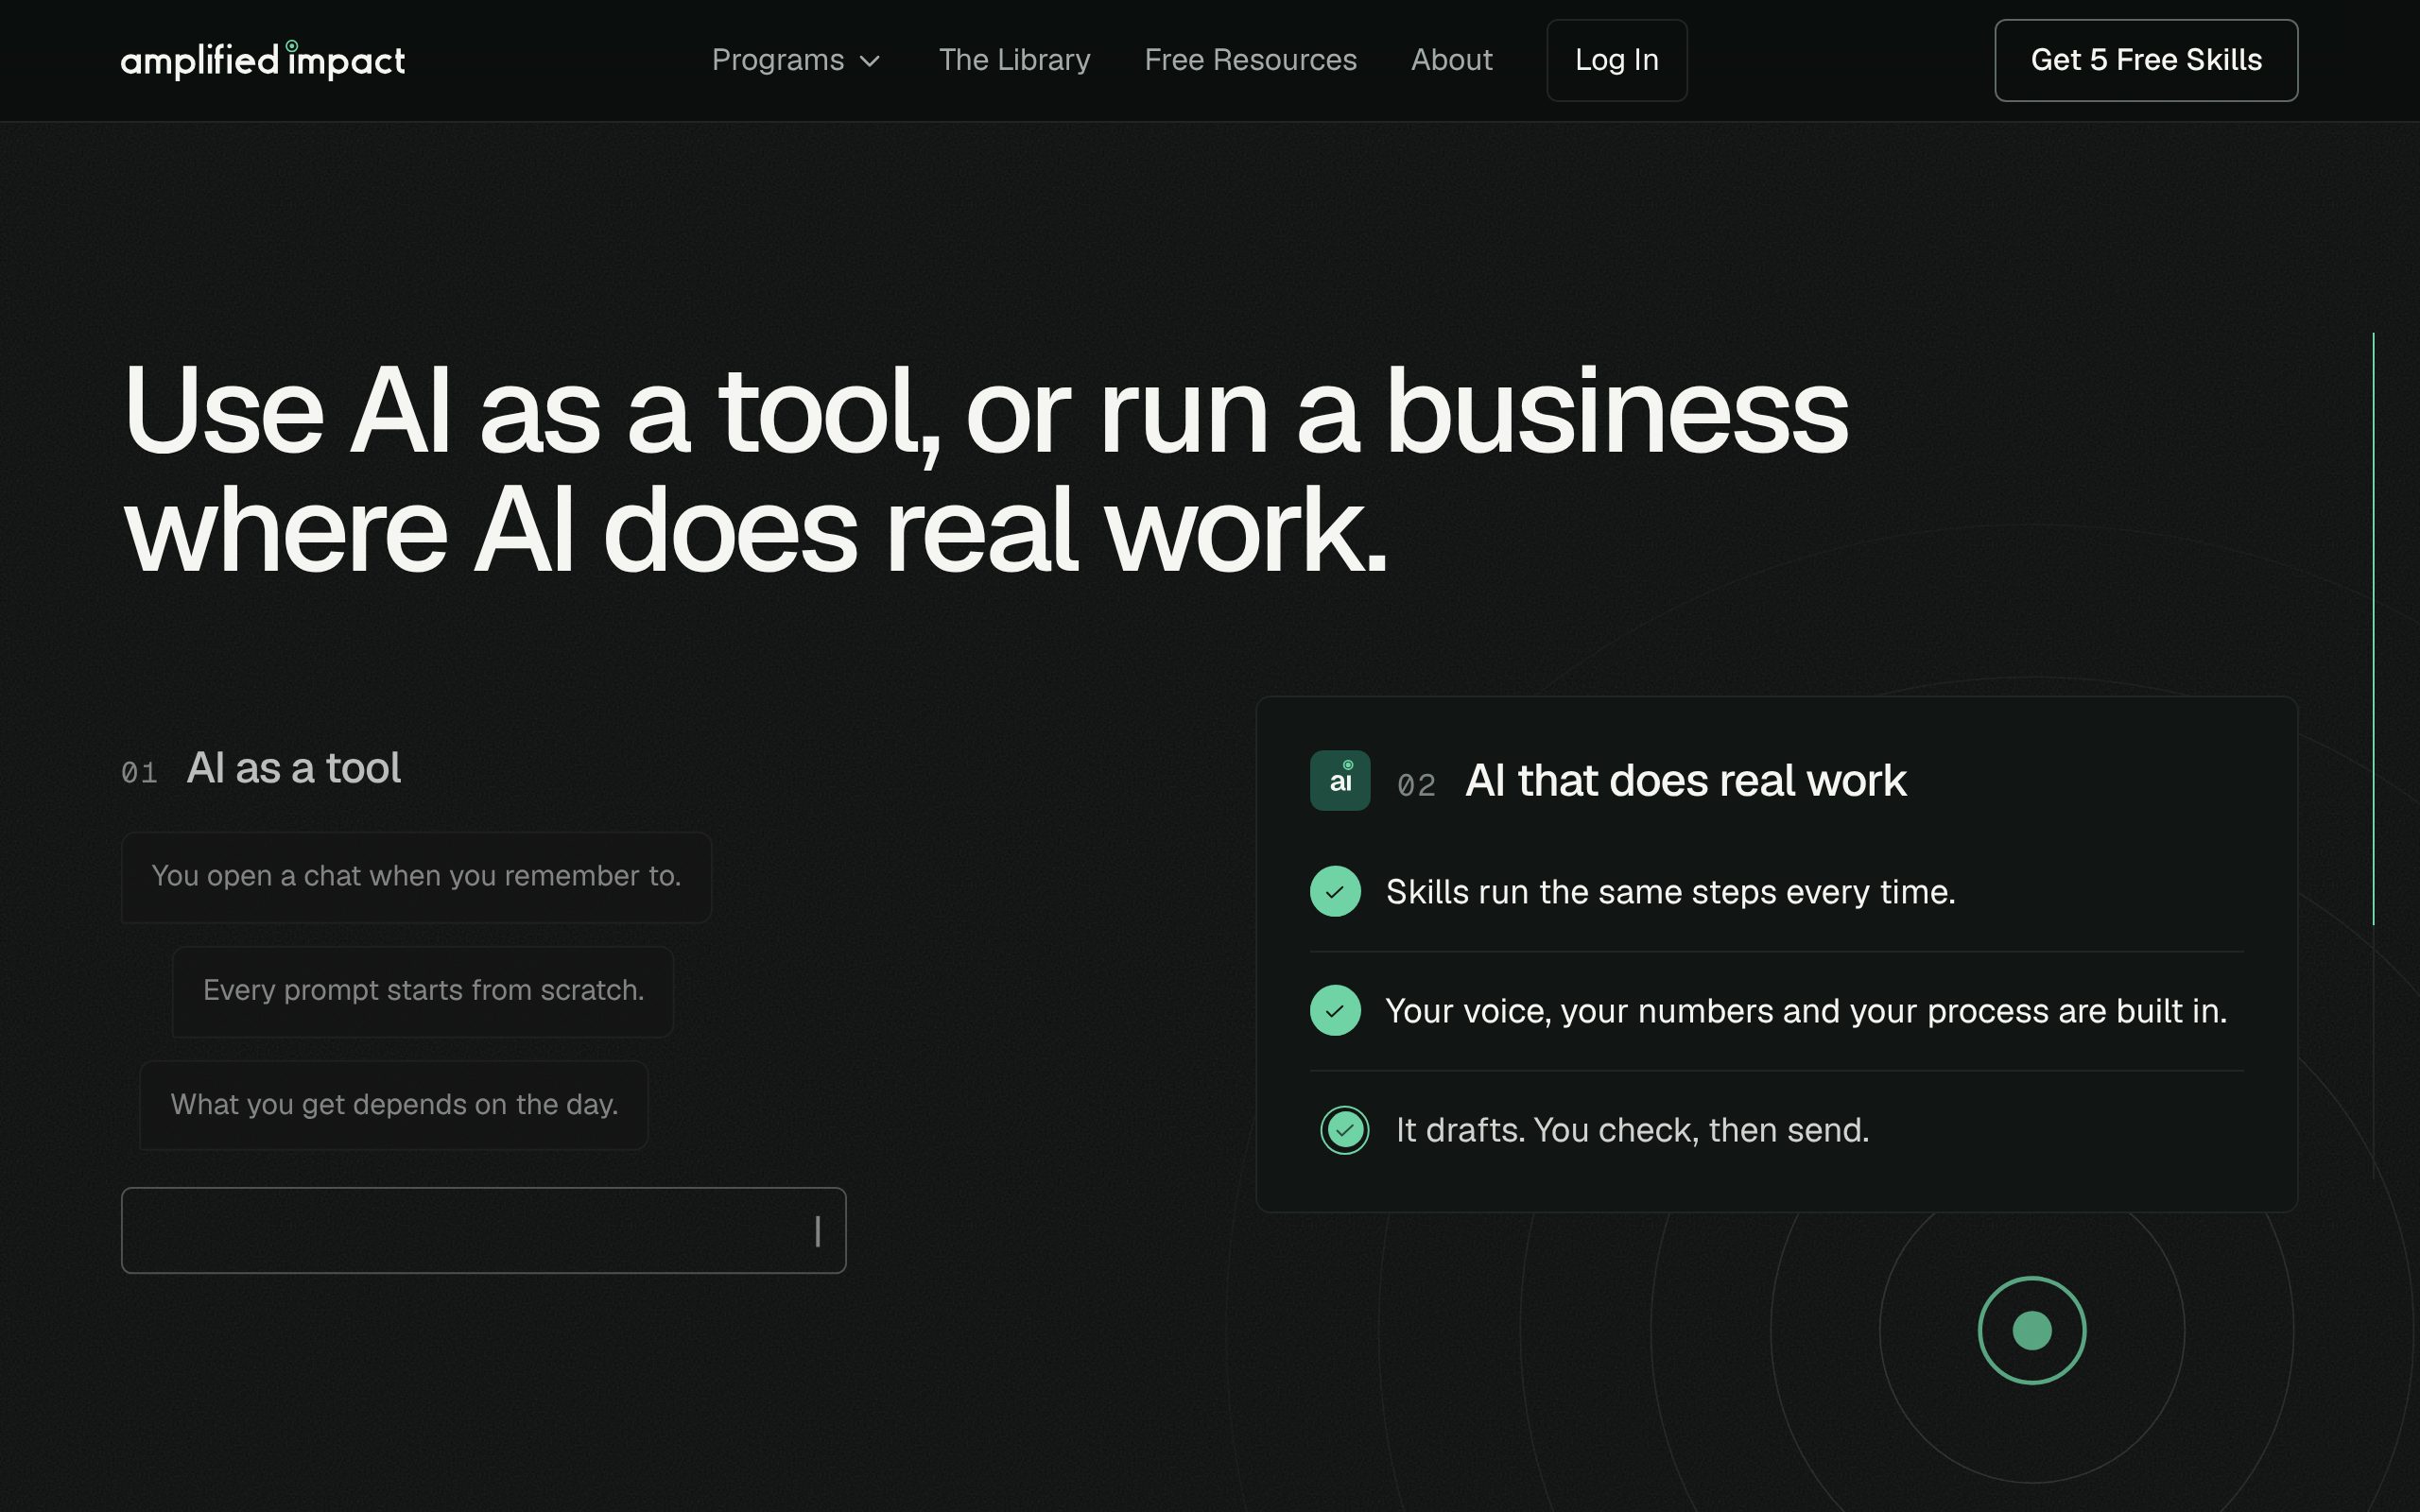 amplified impact
Programs
The Library
Free Resources
About
Log In
Get 5 Free Skills
Use AI as a tool, or run a business
where AI does real work.
01 AI as a tool
You open a chat when you remember to.
Every prompt starts from scratch.
What you get depends on the day.
ai 02 AI that does real work
Skills run the same steps every time.
Your voice, your numbers and your process are built in.
It drafts. You check, then send.